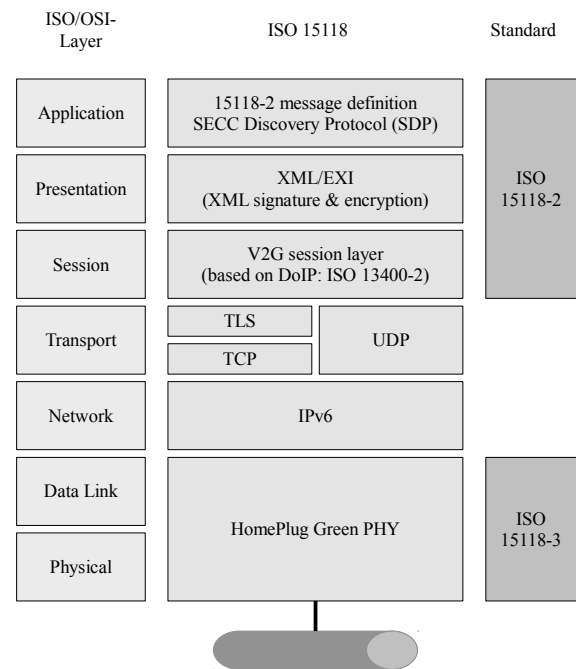 ISO/OSI-
Layer
ISO 15118
Standard
Application
15118-2 message definition
SECC Discovery Protocol (SDP)
Presentation
XML/EXI
(XML signature & encryption)
ISO
15118-2
Session
V2G session layer
(based on DoIP: ISO 13400-2)
Transport
TLS
TCP
UDP
Network
IPv6
Data Link
Physical
HomePlug Green PHY
ISO
15118-3